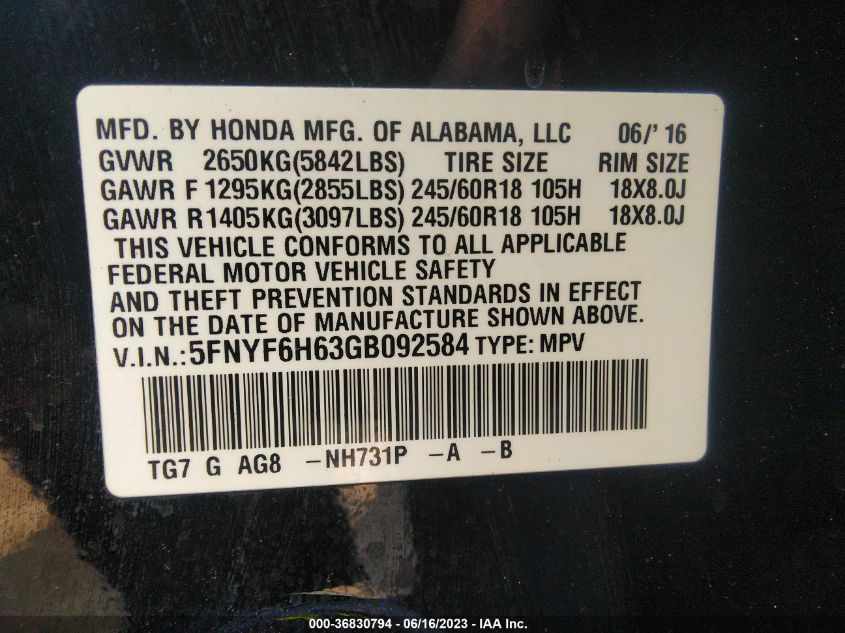 MFD. BY HONDA MFG. OF ALABAMA, LLC 06/' 16
GVWR 2650KG(5842LBS) TIRE SIZE RIM SIZE
GAWR F 1295KG(2855LBS) 245/60R18 105H 18X8.0J
GAWR R1405KG(3097LBS) 245/60R18 105H 18X8.0J
THIS VEHICLE CONFORMS TO ALL APPLICABLE
FEDERAL MOTOR VEHICLE SAFETY
AND THEFT PREVENTION STANDARDS IN EFFECT
ON THE DATE OF MANUFACTURE SHOWN ABOVE.
V.I.N.: 5FNYF6H63GB092584 TYPE: MPV
TG7 G AG8 -NH731P -A -B
000-36830794 - 06/16/2023 - IAA Inc.